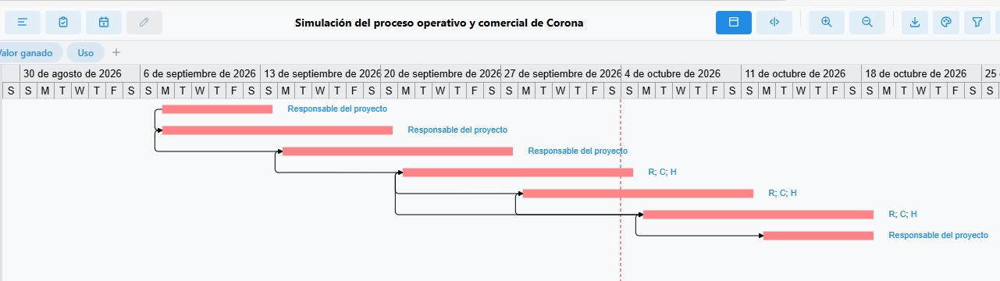 Simulación del proceso operativo y comercial de Corona
Valor ganado Uso +
30 de agosto de 2026 6 de septiembre de 2026 13 de septiembre de 2026 20 de septiembre de 2026 27 de septiembre de 2026 4 de octubre de 2026 11 de octubre de 2026 18 de octubre de 2026 25
S S M T W T F S S M T W T F S S M T W T F S S M T W T F S S M T W T F S S M T W T F S S M T W T F S S M T W T F S S
Responsable del proyecto
Responsable del proyecto
Responsable del proyecto
R; C; H
R; C; H
R; C; H
Responsable del proyecto